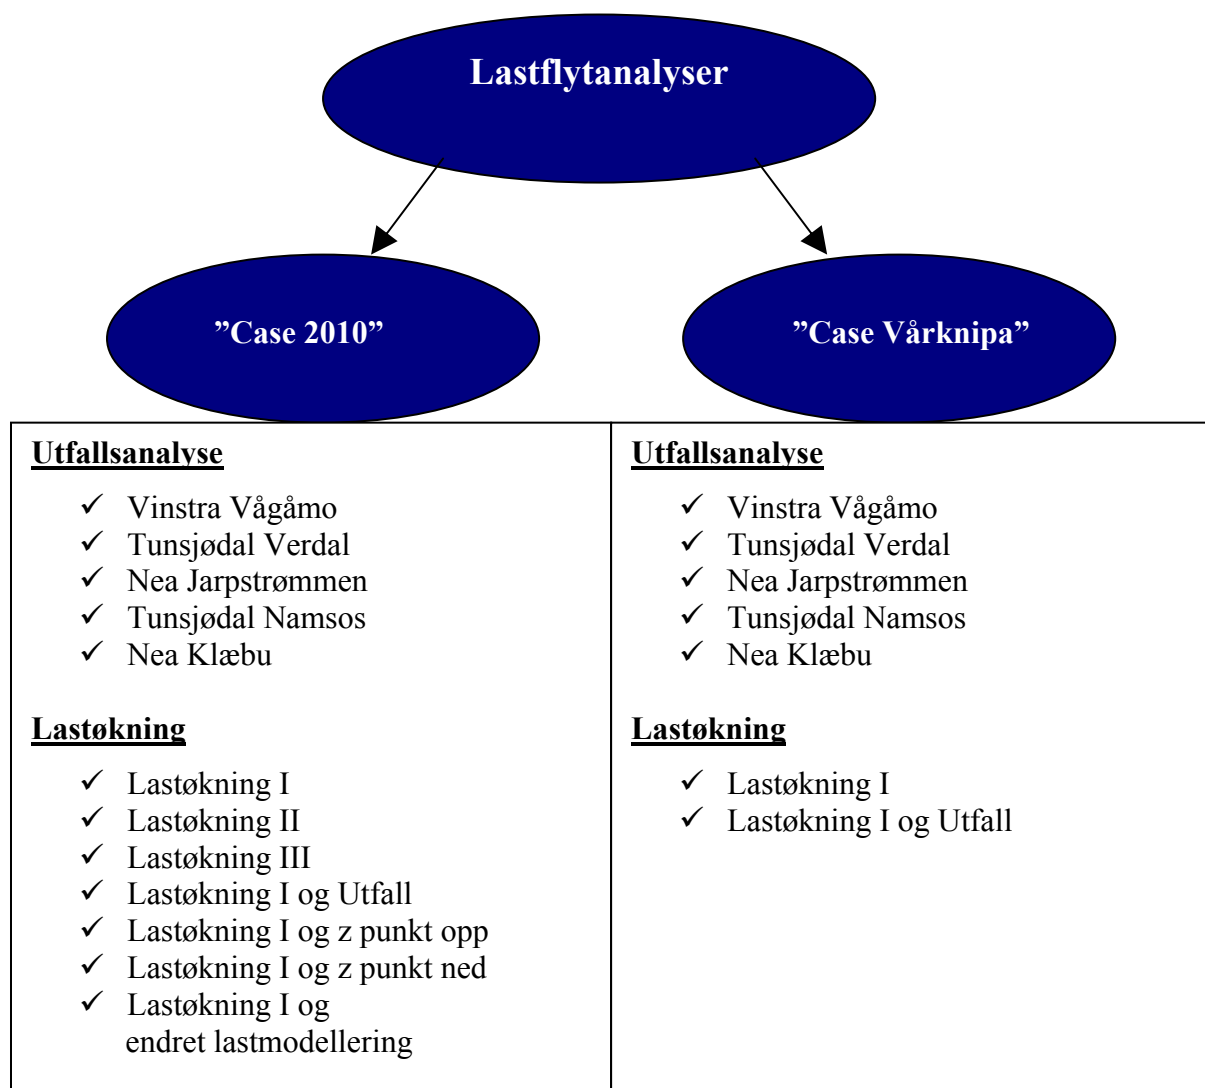 Lastflytanalyser
”Case 2010”
”Case Vårknipa”
Utfallsanalyse
✓ Vinstra Vågåmo
✓ Tunsjødal Verdal
✓ Nea Jarpstrømmen
✓ Tunsjødal Namsos
✓ Nea Klæbu
Lastøkning
✓ Lastøkning I
✓ Lastøkning II
✓ Lastøkning III
✓ Lastøkning I og Utfall
✓ Lastøkning I og z punkt opp
✓ Lastøkning I og z punkt ned
✓ Lastøkning I og
endret lastmodellering
Utfallsanalyse
✓ Vinstra Vågåmo
✓ Tunsjødal Verdal
✓ Nea Jarpstrømmen
✓ Tunsjødal Namsos
✓ Nea Klæbu
Lastøkning
✓ Lastøkning I
✓ Lastøkning I og Utfall